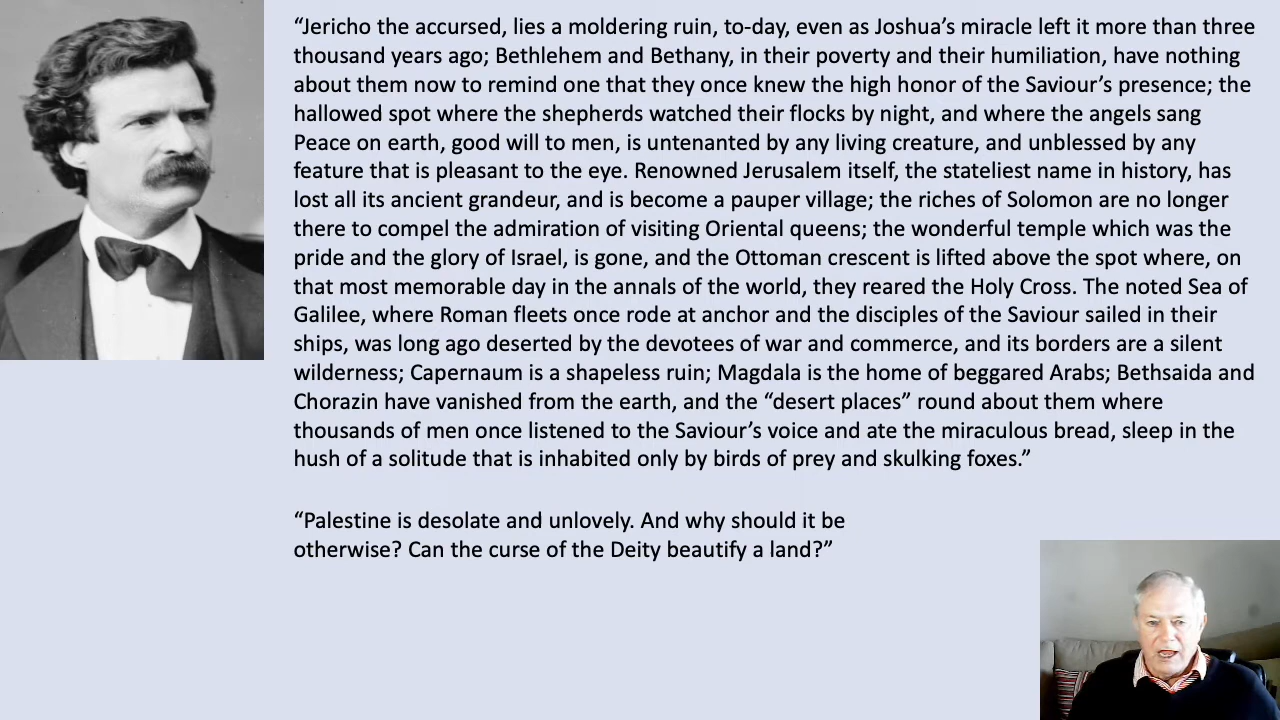 “Jericho the accursed, lies a moldering ruin, to-day, even as Joshua’s miracle left it more than three
thousand years ago; Bethlehem and Bethany, in their poverty and their humiliation, have nothing
about them now to remind one that they once knew the high honor of the Saviour’s presence; the
hallowed spot where the shepherds watched their flocks by night, and where the angels sang
Peace on earth, good will to men, is untenanted by any living creature, and unblessed by any
feature that is pleasant to the eye. Renowned Jerusalem itself, the stateliest name in history, has
lost all its ancient grandeur, and is become a pauper village; the riches of Solomon are no longer
there to compel the admiration of visiting Oriental queens; the wonderful temple which was the
pride and the glory of Israel, is gone, and the Ottoman crescent is lifted above the spot where, on
that most memorable day in the annals of the world, they reared the Holy Cross. The noted Sea of
Galilee, where Roman fleets once rode at anchor and the disciples of the Saviour sailed in their
ships, was long ago deserted by the devotees of war and commerce, and its borders are a silent
wilderness; Capernaum is a shapeless ruin; Magdala is the home of beggared Arabs; Bethsaida and
Chorazin have vanished from the earth, and the “desert places” round about them where
thousands of men once listened to the Saviour’s voice and ate the miraculous bread, sleep in the
hush of a solitude that is inhabited only by birds of prey and skulking foxes.”
“Palestine is desolate and unlovely. And why should it be
otherwise? Can the curse of the Deity beautify a land?”